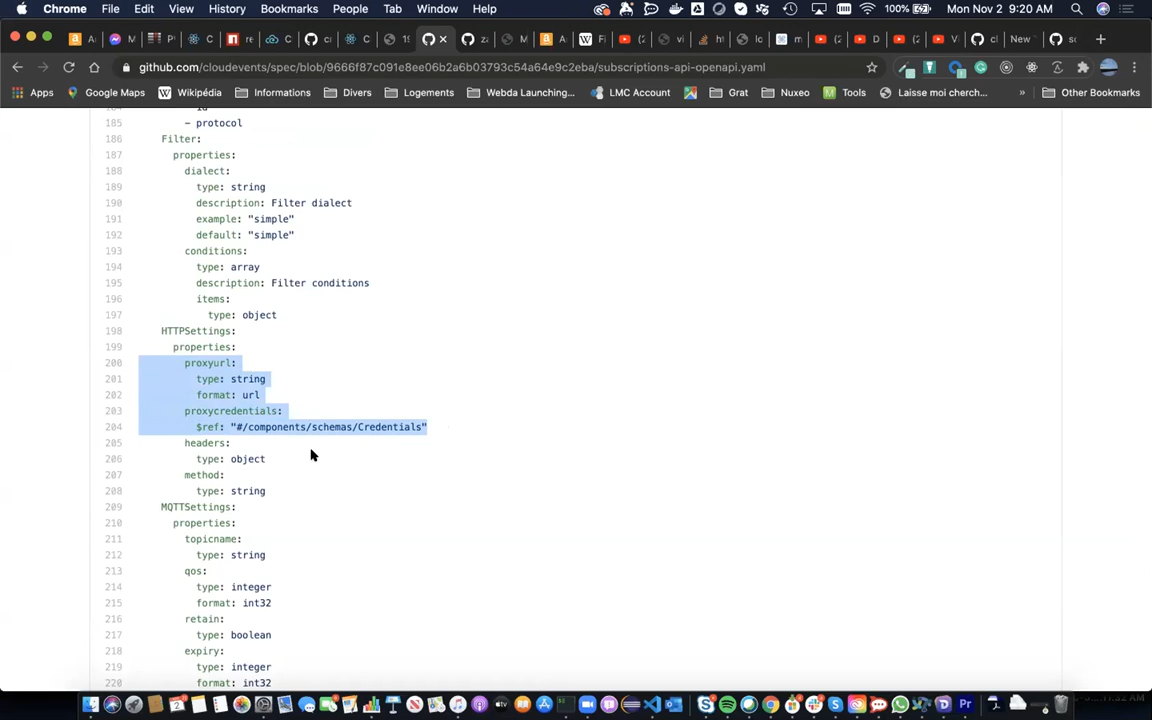 Chrome File Edit View History Bookmarks People Tab Window Help 100% Mon Nov 2 9:20 AM
github.com/cloudevents/spec/blob/9666f87c091e8ee06b2a6b03793c54a64e9c2eba/subscriptions-api-openapi.yaml
Apps Google Maps Wikipédia Informations Divers Logements Webda Launching... LMC Account Grat Nuxeo Tools Laisse moi cherch... » Other Bookmarks
185 - protocol
186 Filter:
187 properties:
188 dialect:
189 type: string
190 description: Filter dialect
191 example: "simple"
192 default: "simple"
193 conditions:
194 type: array
195 description: Filter conditions
196 items:
197 type: object
198 HTTPSettings:
199 properties:
200 proxyurl:
201 type: string
202 format: url
203 proxycredentials:
204 $ref: "#/components/schemas/Credentials"
205 headers:
206 type: object
207 method:
208 type: string
209 MQTTSettings:
210 properties:
211 topicname:
212 type: string
213 qos:
214 type: integer
215 format: int32
216 retain:
217 type: boolean
218 expiry:
219 type: integer
220 format: int32